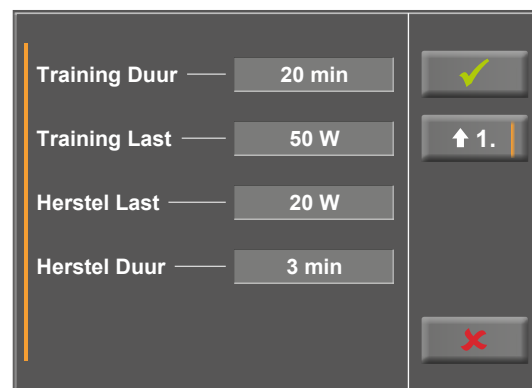 Training Duur 20 min
Training Last 50 W
1.
Herstel Last 20 W
Herstel Duur 3 min